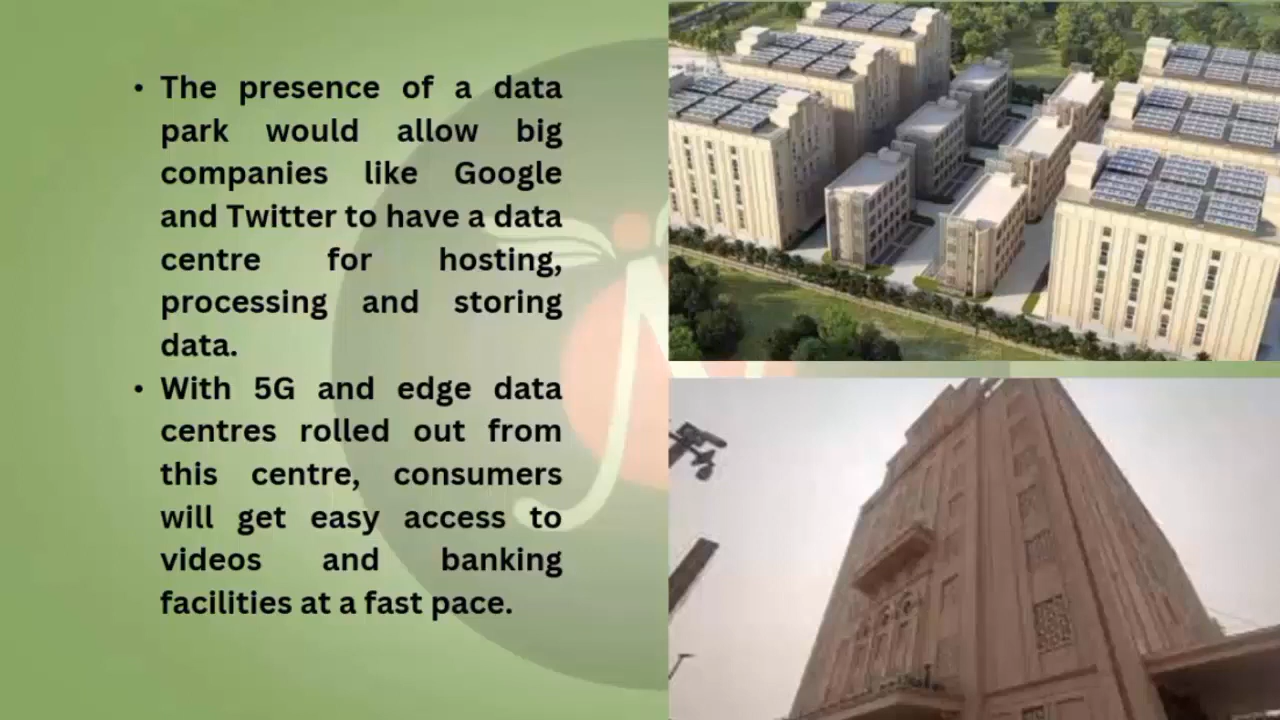 • The presence of a data
park would allow big
companies like Google
and Twitter to have a data
centre for hosting,
processing and storing
data.
• With 5G and edge data
centres rolled out from
this centre, consumers
will get easy access to
videos and banking
facilities at a fast pace.